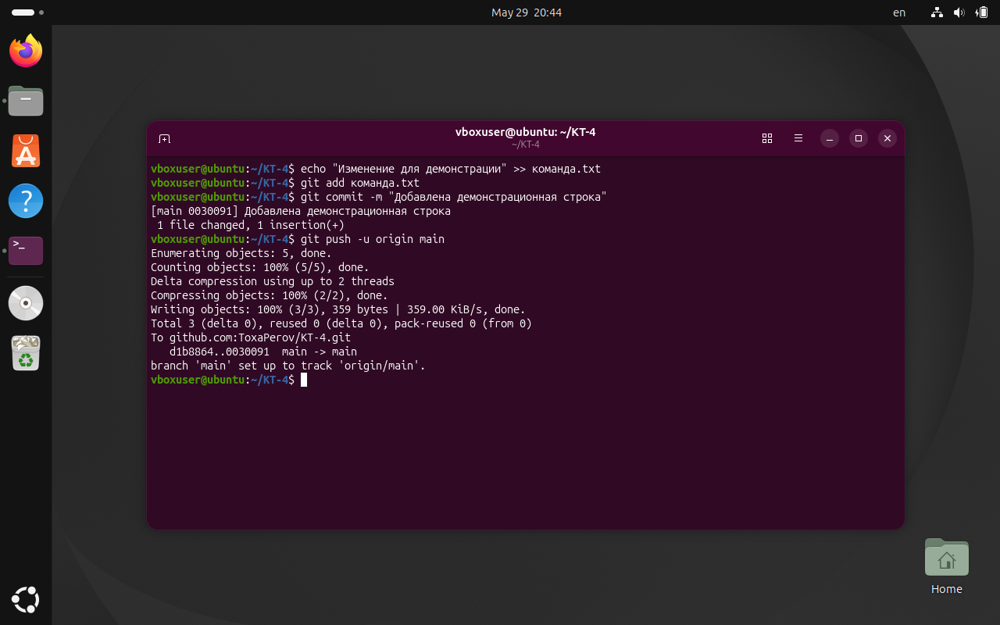 May 29 20:44
en
vboxuser@ubuntu: ~/KT-4
~/KT-4
vboxuser@ubuntu:~/KT-4$ echo "Изменение для демонстрации" >> команда.txt
vboxuser@ubuntu:~/KT-4$ git add команда.txt
vboxuser@ubuntu:~/KT-4$ git commit -m "Добавлена демонстрационная строка"
[main 0030091] Добавлена демонстрационная строка
 1 file changed, 1 insertion(+)
vboxuser@ubuntu:~/KT-4$ git push -u origin main
Enumerating objects: 5, done.
Counting objects: 100% (5/5), done.
Delta compression using up to 2 threads
Compressing objects: 100% (2/2), done.
Writing objects: 100% (3/3), 359 bytes | 359.00 KiB/s, done.
Total 3 (delta 0), reused 0 (delta 0), pack-reused 0 (from 0)
To github.com:ToxaPerov/KT-4.git
   d1b8864..0030091  main -> main
branch 'main' set up to track 'origin/main'.
vboxuser@ubuntu:~/KT-4$
Home